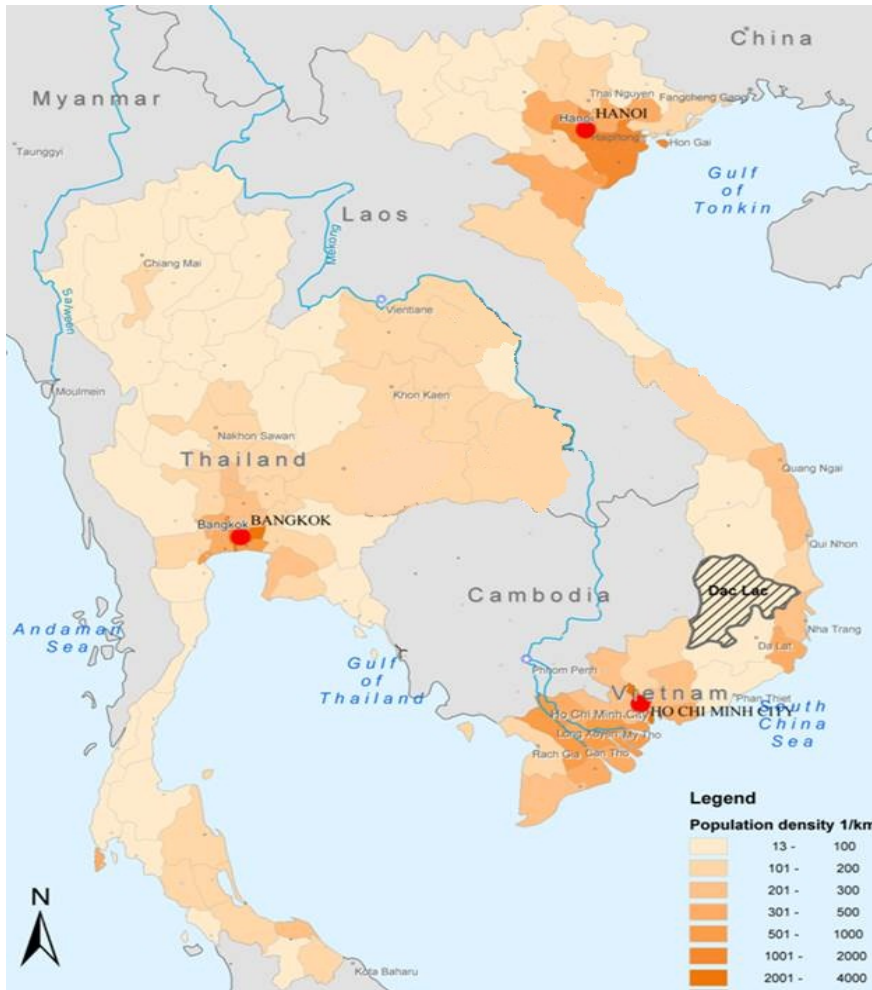 China
Myanmar
Thai Nguyen
Fangcheng Gang
Hanoi HANOI
Haiphong
Hon Gai
Taunggyi
Gulf
of
Tonkin
Laos
Mekong
Chiang Mai
Salween
Vientiane
Moulmein
Khon Kaen
Nakhon Sawan
Thailand
Quang Ngai
Bangkok BANGKOK
Qui Nhon
Cambodia
Dac Lac
Andaman
Sea
Nha Trang
Da Lat
Gulf
of
Thailand
Phnom Penh
Vietnam
Phan Thiet
South
China
Sea
Ho Chi Minh City HO CHI MINH CITY
Long Xuyen My Tho
Rach Gia Can Tho
Legend
Population density 1/km
13 - 100
101 - 200
201 - 300
301 - 500
501 - 1000
1001 - 2000
2001 - 4000
N
Kota Baharu